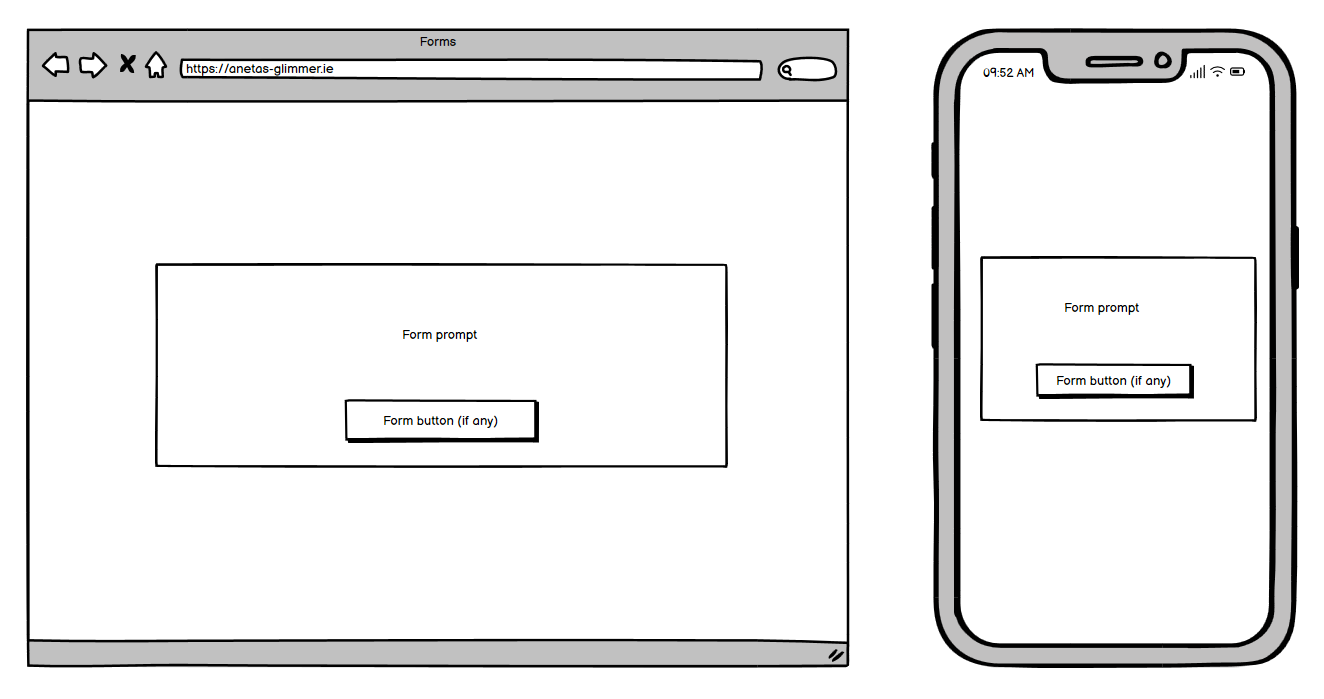 Forms
https://anetas-glimmer.ie
Form prompt
Form button (if any)
09:52 AM
Form prompt
Form button (if any)